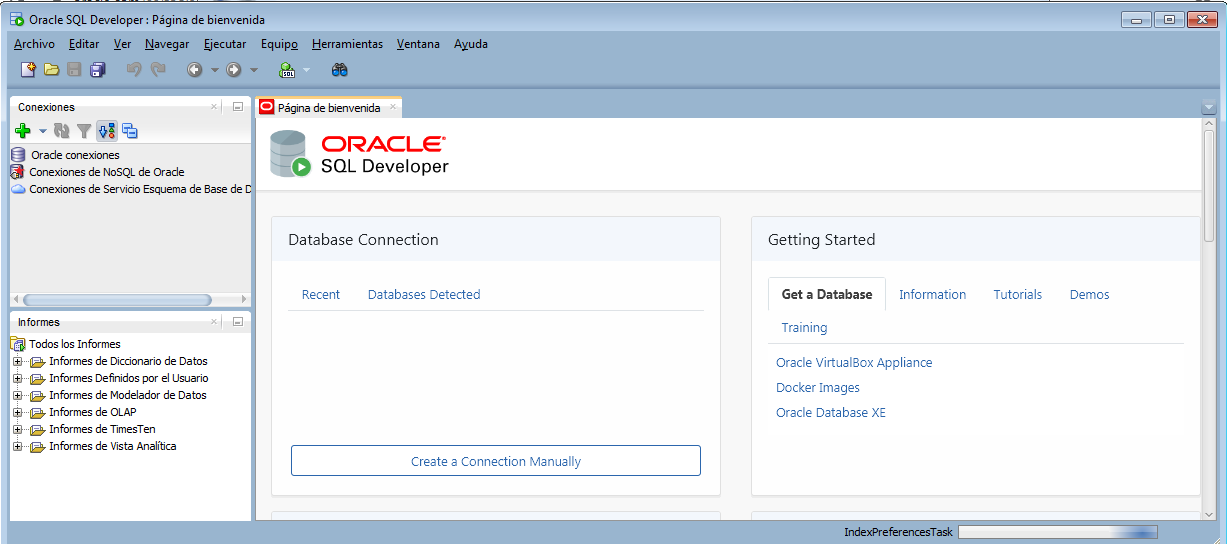 Oracle SQL Developer : Página de bienvenida
Archivo Editar Ver Navegar Ejecutar Equipo Herramientas Ventana Ayuda
SQL
Conexiones
Oracle conexiones
Conexiones de NoSQL de Oracle
Conexiones de Servicio Esquema de Base de D
Informes
Todos los Informes
Informes de Diccionario de Datos
Informes Definidos por el Usuario
Informes de Modelador de Datos
Informes de OLAP
Informes de TimesTen
Informes de Vista Analítica
Página de bienvenida
ORACLE
SQL Developer
Database Connection
Recent Databases Detected
Create a Connection Manually
Getting Started
Get a Database Information Tutorials Demos
Training
Oracle VirtualBox Appliance
Docker Images
Oracle Database XE
IndexPreferencesTask